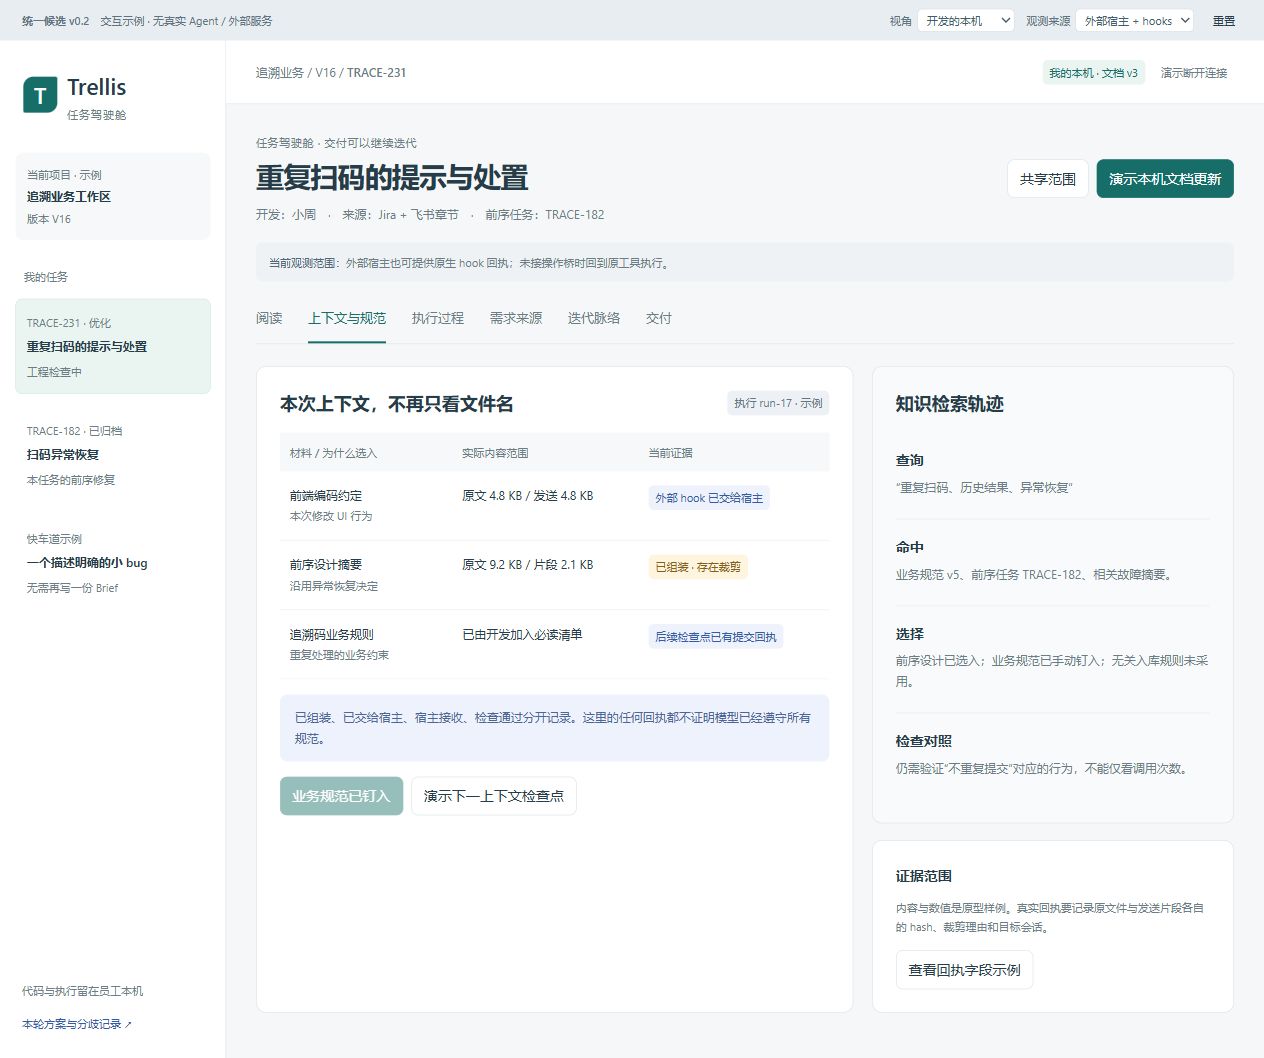 统一候选 v0.2 交互示例 · 无真实 Agent / 外部服务
视角 开发的本机 观测来源 外部宿主 + hooks 重置
T
Trellis
任务驾驶舱
当前项目 · 示例
追溯业务工作区
版本 V16
我的任务
TRACE-231 · 优化
重复扫码的提示与处置
工程检查中
TRACE-182 · 已归档
扫码异常恢复
本任务的前序修复
快车道示例
一个描述明确的小 bug
无需再写一份 Brief
代码与执行留在员工本机
本轮方案与分歧记录 ↗
追溯业务 / V16 / TRACE-231
我的本机 · 文档 v3 演示断开连接
任务驾驶舱 · 交付可以继续迭代
重复扫码的提示与处置
开发：小周 · 来源：Jira + 飞书章节 · 前序任务：TRACE-182
共享范围 演示本机文档更新
当前观测范围：外部宿主也可提供原生 hook 回执；未接操作桥时回到原工具执行。
阅读 上下文与规范 执行过程 需求来源 迭代脉络 交付
本次上下文，不再只看文件名
执行 run-17 · 示例
材料 / 为什么选入 实际内容范围 当前证据
前端编码约定 原文 4.8 KB / 发送 4.8 KB 外部 hook 已交给宿主
本次修改 UI 行为
前序设计摘要 原文 9.2 KB / 片段 2.1 KB 已组装 · 存在裁剪
沿用异常恢复决定
追溯码业务规则 已由开发加入必读清单 后续检查点已有提交回执
重复处理的业务约束
已组装、已交给宿主、宿主接收、检查通过分开记录。这里的任何回执都不证明模型已经遵守所有
规范。
业务规范已钉入 演示下一上下文检查点
知识检索轨迹
查询
“重复扫码、历史结果、异常恢复”
命中
业务规范 v5、前序任务 TRACE-182、相关故障摘要。
选择
前序设计已选入；业务规范已手动钉入；无关入库规则未采
用。
检查对照
仍需验证“不重复提交”对应的行为，不能仅看调用次数。
证据范围
内容与数值是原型样例。真实回执要记录原文件与发送片段各自
的 hash、裁剪理由和目标会话。
查看回执字段示例